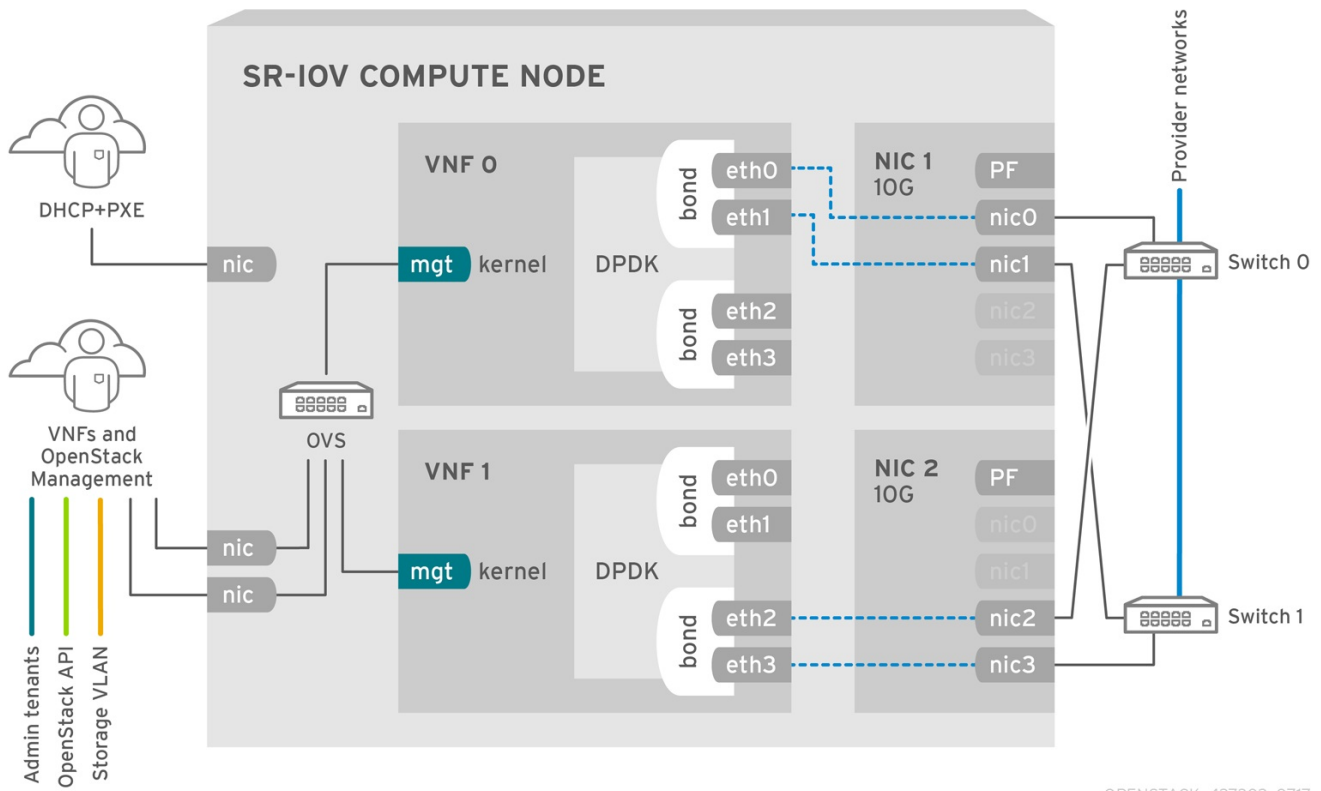 SR-IOV COMPUTE NODE
Provider networks
DHCP+PXE
nic
VNF 0
mgt
kernel
DPDK
bond
eth0
eth1
bond
eth2
eth3
NIC 1
10G
PF
nic0
nic1
nic2
nic3
Switch 0
VNFs and
OpenStack
Management
OVS
nic
nic
VNF 1
mgt
kernel
DPDK
bond
eth0
eth1
bond
eth2
eth3
NIC 2
10G
PF
nic0
nic1
nic2
nic3
Switch 1
Admin tenants
OpenStack API
Storage VLAN